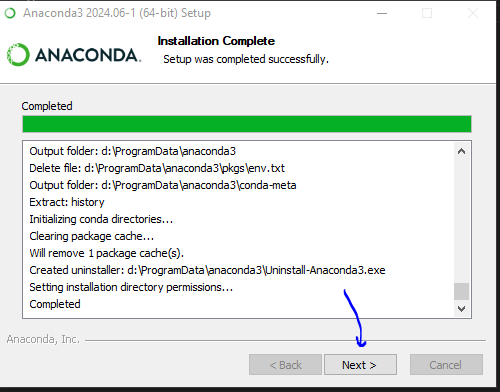 Anaconda3 2024.06-1 (64-bit) Setup
ANACONDA.
Installation Complete
Setup was completed successfully.
Completed
Output folder: d:\ProgramData\anaconda3
Delete file: d:\ProgramData\anaconda3\pkgs\env.txt
Output folder: d:\ProgramData\anaconda3\conda-meta
Extract: history
Initializing conda directories...
Clearing package cache...
Will remove 1 package cache(s).
Created uninstaller: d:\ProgramData\anaconda3\Uninstall-Anaconda3.exe
Setting installation directory permissions...
Completed
Anaconda, Inc.
< Back
Next >
Cancel